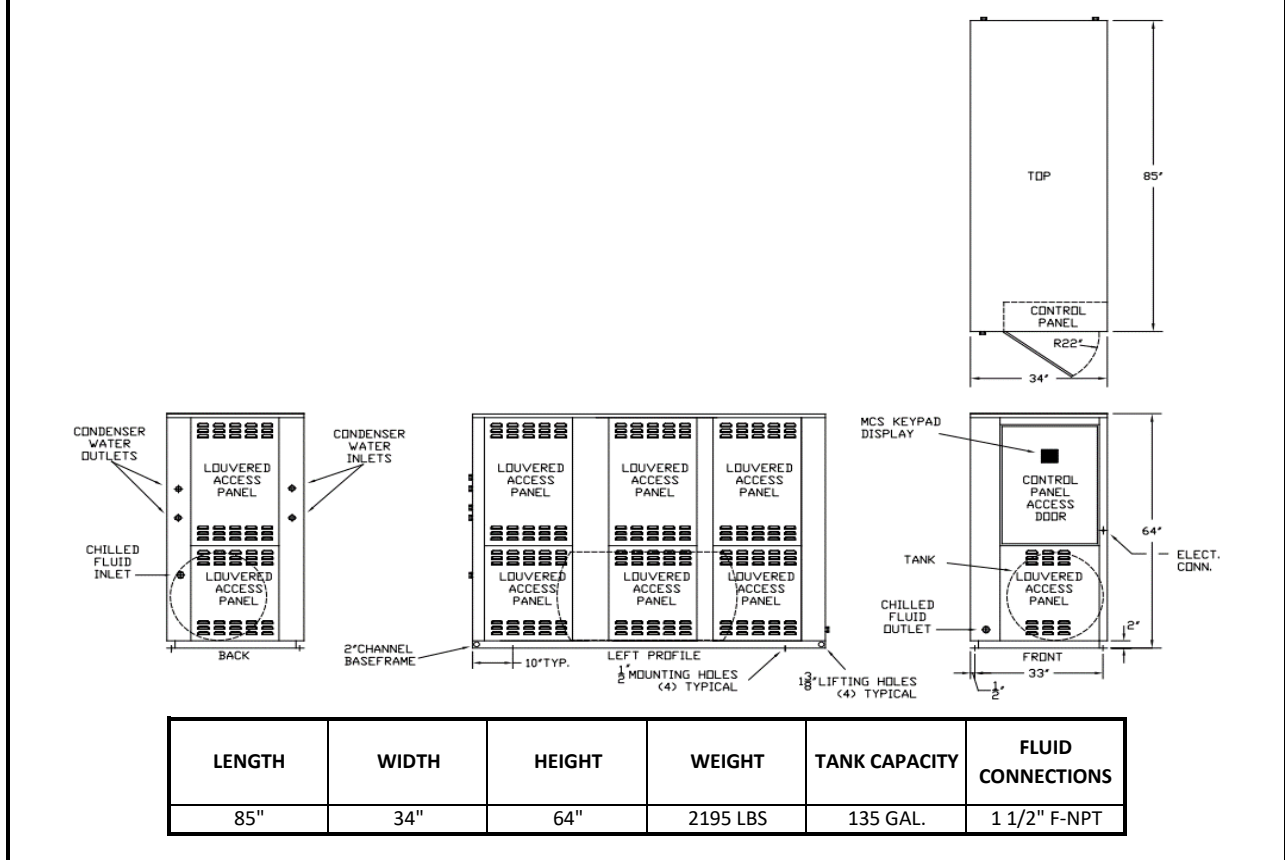 TOP
85"
CONTROL
PANEL
R22"
34"
CONDENSER
WATER
OUTLETS
CONDENSER
WATER
INLETS
LOUVERED
ACCESS
PANEL
CHILLED
FLUID
INLET
LOUVERED
ACCESS
PANEL
BACK
LOUVERED
ACCESS
PANEL
LOUVERED
ACCESS
PANEL
LOUVERED
ACCESS
PANEL
LOUVERED
ACCESS
PANEL
LOUVERED
ACCESS
PANEL
LOUVERED
ACCESS
PANEL
2"CHANNEL
BASEFRAME
10"TYP.
LEFT PROFILE
1/2" MOUNTING HOLES
(4) TYPICAL
1 3/8" LIFTING HOLES
(4) TYPICAL
MCS KEYPAD
DISPLAY
CONTROL
PANEL
ACCESS
DOOR
64"
ELECT.
CONN.
TANK
LOUVERED
ACCESS
PANEL
CHILLED
FLUID
OUTLET
2"
FRONT
33"
1/2"
LENGTH WIDTH HEIGHT WEIGHT TANK CAPACITY FLUID CONNECTIONS
85" 34" 64" 2195 LBS 135 GAL. 1 1/2" F-NPT